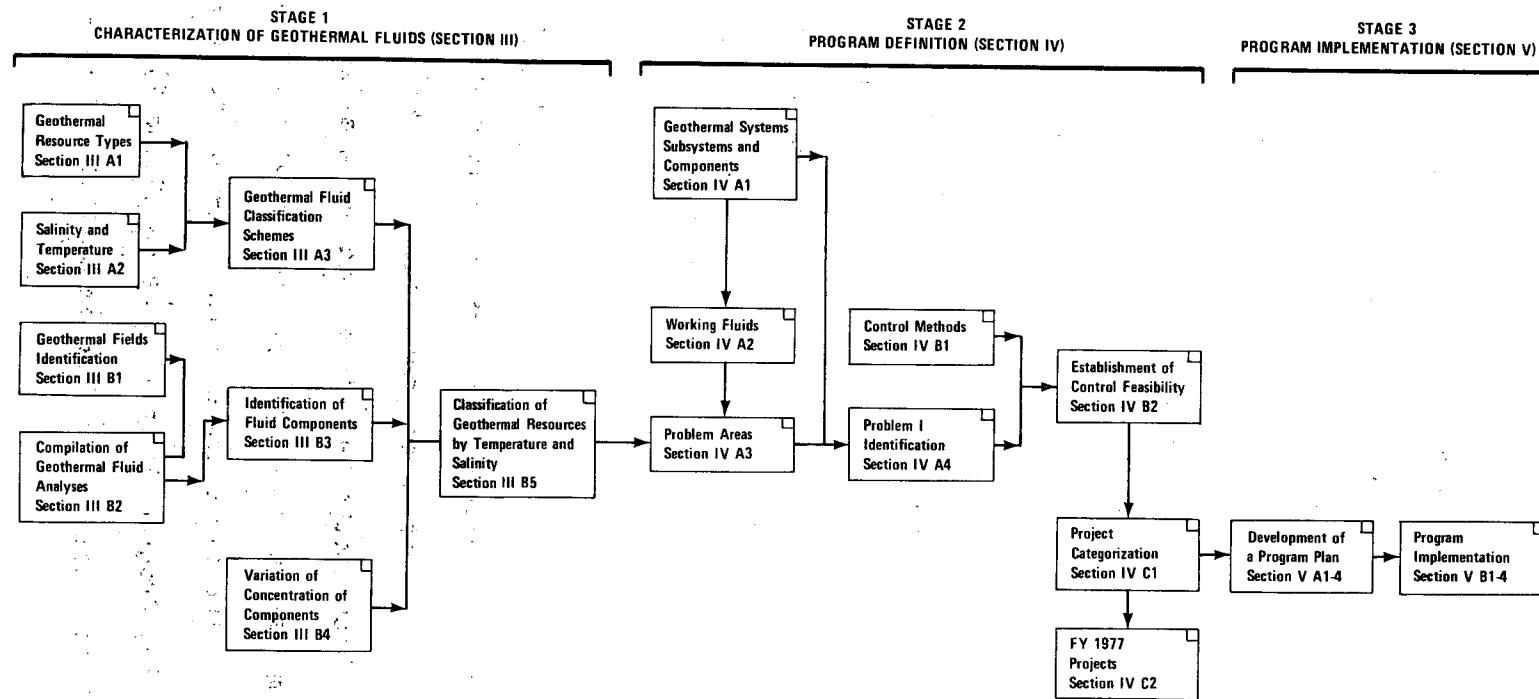 STAGE 1
CHARACTERIZATION OF GEOTHERMAL FLUIDS (SECTION III)
STAGE 2
PROGRAM DEFINITION (SECTION IV)
STAGE 3
PROGRAM IMPLEMENTATION (SECTION V)
Geothermal
Resource Types
Section III A1
Salinity and
Temperature
Section III A2
Geothermal Fluid
Classification
Schemes
Section III A3
Geothermal Fields
Identification
Section III B1
Compilation of
Geothermal Fluid
Analyses
Section III B2
Identification of
Fluid Components
Section III B3
Variation of
Concentration of
Components
Section III B4
Classification of
Geothermal Resources
by Temperature and
Salinity
Section III B5
Geothermal Systems
Subsystems and
Components
Section IV A1
Working Fluids
Section IV A2
Problem Areas
Section IV A3
Control Methods
Section IV B1
Problem I
Identification
Section IV A4
Establishment of
Control Feasibility
Section IV B2
Project
Categorization
Section IV C1
FY 1977
Projects
Section IV C2
Development of
a Program Plan
Section V A1-4
Program
Implementation
Section V B1-4